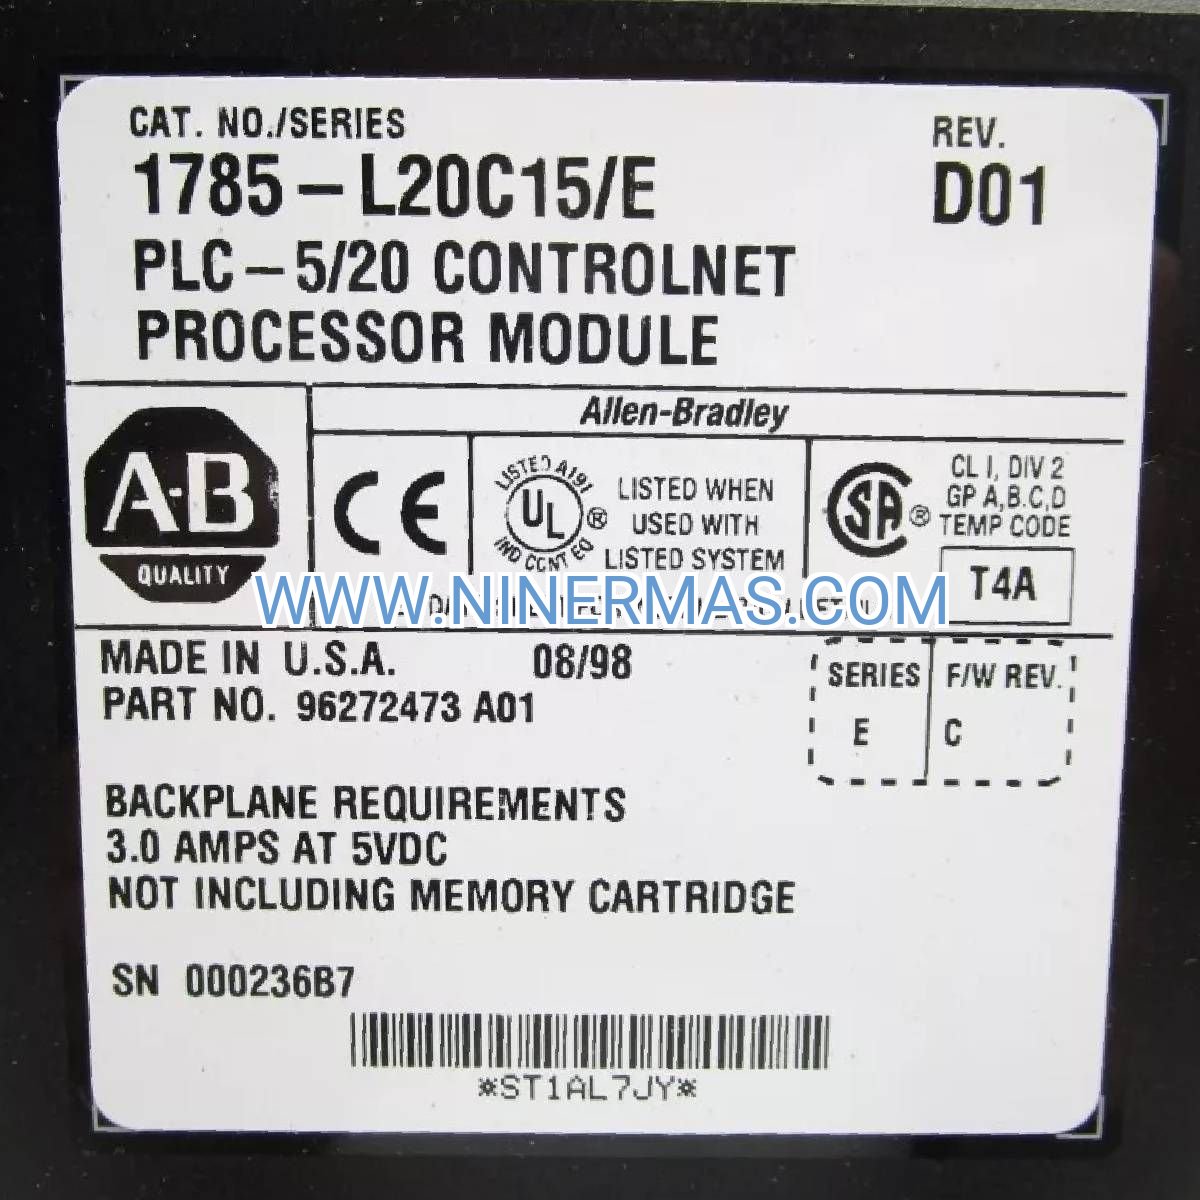 CAT. NO./SERIES
REV.
1785-L20C15/E
D01
PLC-5/20 CONTROLNET
PROCESSOR MODULE
Allen-Bradley
A-B
QUALITY
CE
LISTED A191
UL
®
IND CONT EQ
LISTED WHEN
USED WITH
LISTED SYSTEM
SA
®
CL I, DIV 2
GP A,B,C,D
TEMP CODE
T4A
WWW.NINERMAS.COM
MADE IN U.S.A.
08/98
PART NO. 96272473 A01
SERIES
F/W REV.
E
C
BACKPLANE REQUIREMENTS
3.0 AMPS AT 5VDC
NOT INCLUDING MEMORY CARTRIDGE
SN 000236B7
*ST1AL7JY*